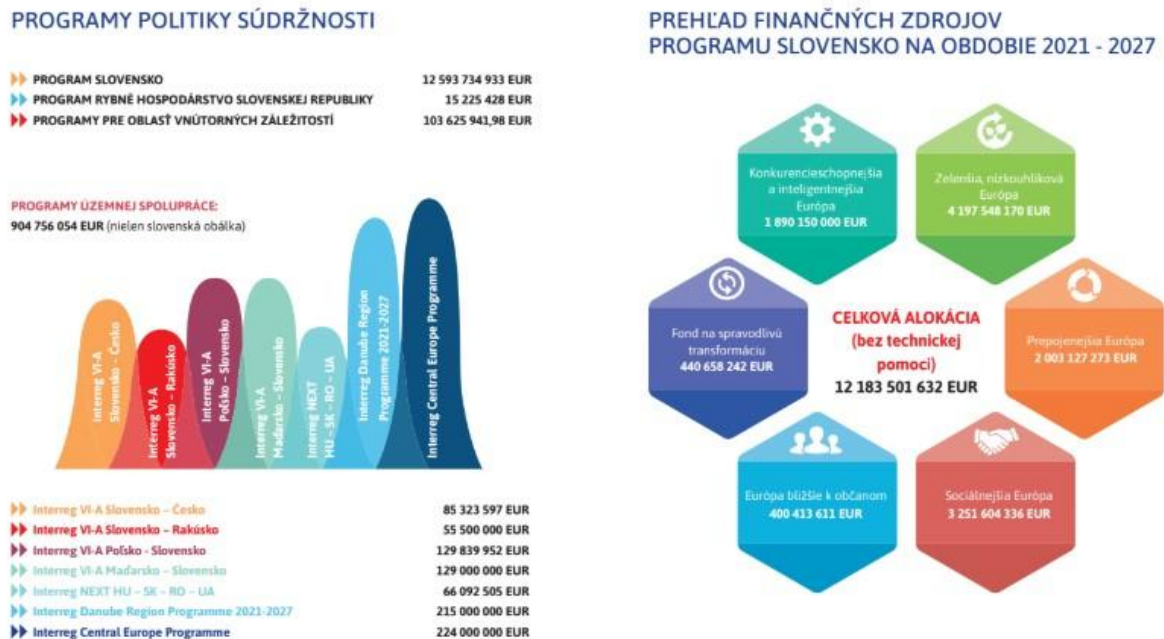 PROGRAMY POLITIKY SÚDRŽNOSTI
PROGRAM SLOVENSKO 12 593 734 933 EUR
PROGRAM RYBNÉ HOSPODÁRSTVO SLOVENSKEJ REPUBLIKY 15 225 428 EUR
PROGRAMY PRE OBLASŤ VNÚTORNÝCH ZÁLEŽITOSTÍ 103 625 941,98 EUR
PROGRAMY ÚZEMNEJ SPOLUPRÁCE:
904 756 054 EUR (nielen slovenská obálka)
Interreg VI-A
Slovensko - Česko
Interreg VI-A
Slovensko – Rakúsko
Interreg VI-A
Poľsko – Slovensko
Interreg VI-A
Maďarsko – Slovensko
Interreg NEXT
HU – SK – RO – UA
Interreg Danube Region
Programme 2021-2027
Interreg Central Europe Programme
Interreg VI-A Slovensko – Česko 85 323 597 EUR
Interreg VI-A Slovensko – Rakúsko 55 500 000 EUR
Interreg VI-A Poľsko - Slovensko 129 839 952 EUR
Interreg VI-A Maďarsko – Slovensko 129 000 000 EUR
Interreg NEXT HU – SK – RO – UA 66 092 505 EUR
Interreg Danube Region Programme 2021-2027 215 000 000 EUR
Interreg Central Europe Programme 224 000 000 EUR
PREHĽAD FINANČNÝCH ZDROJOV
PROGRAMU SLOVENSKO NA OBDOBIE 2021 - 2027
Konkurencieschopnejšia
a inteligentnejšia
Európa
1 890 150 000 EUR
Zelenšia, nízkouhlíková
Európa
4 197 548 170 EUR
Fond na spravodlivú
transformáciu
440 658 242 EUR
CELKOVÁ ALOKÁCIA
(bez technickej
pomoci)
12 183 501 632 EUR
Prepojenejšia Európa
2 003 127 273 EUR
Európa bližšie k občanom
400 413 611 EUR
Sociálnejšia Európa
3 251 604 336 EUR